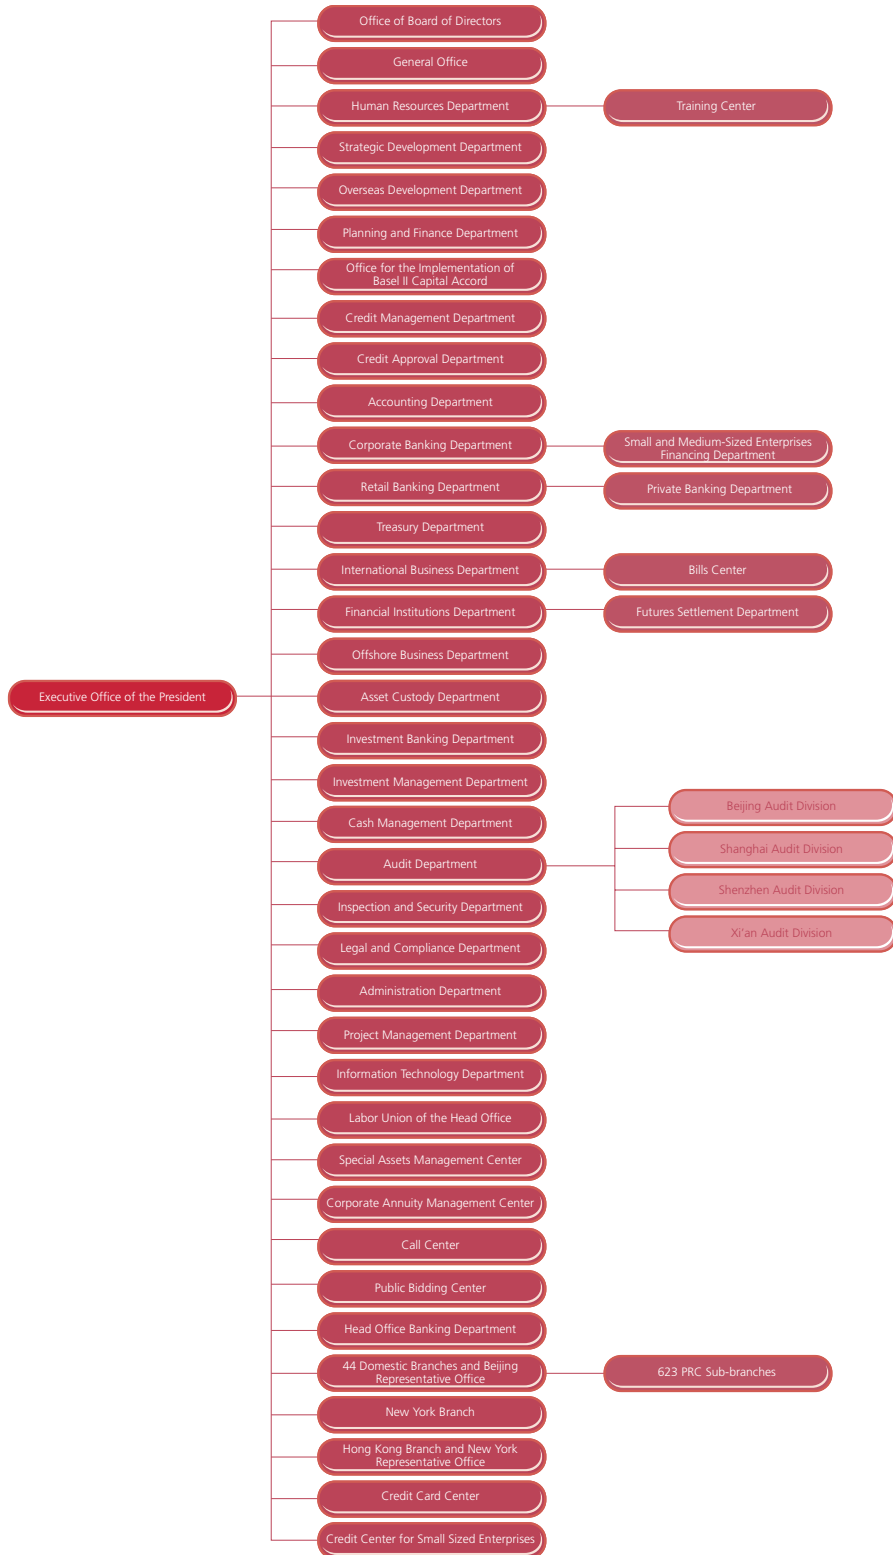 Office of Board of Directors
General Office
Human Resources Department
Training Center
Strategic Development Department
Overseas Development Department
Planning and Finance Department
Office for the Implementation of
Basel II Capital Accord
Credit Management Department
Credit Approval Department
Accounting Department
Corporate Banking Department
Small and Medium-Sized Enterprises
Financing Department
Retail Banking Department
Private Banking Department
Treasury Department
International Business Department
Bills Center
Financial Institutions Department
Futures Settlement Department
Offshore Business Department
Executive Office of the President
Asset Custody Department
Investment Banking Department
Investment Management Department
Cash Management Department
Audit Department
Beijing Audit Division
Shanghai Audit Division
Shenzhen Audit Division
Xi'an Audit Division
Inspection and Security Department
Legal and Compliance Department
Administration Department
Project Management Department
Information Technology Department
Labor Union of the Head Office
Special Assets Management Center
Corporate Annuity Management Center
Call Center
Public Bidding Center
Head Office Banking Department
44 Domestic Branches and Beijing
Representative Office
623 PRC Sub-branches
New York Branch
Hong Kong Branch and New York
Representative Office
Credit Card Center
Credit Center for Small Sized Enterprises